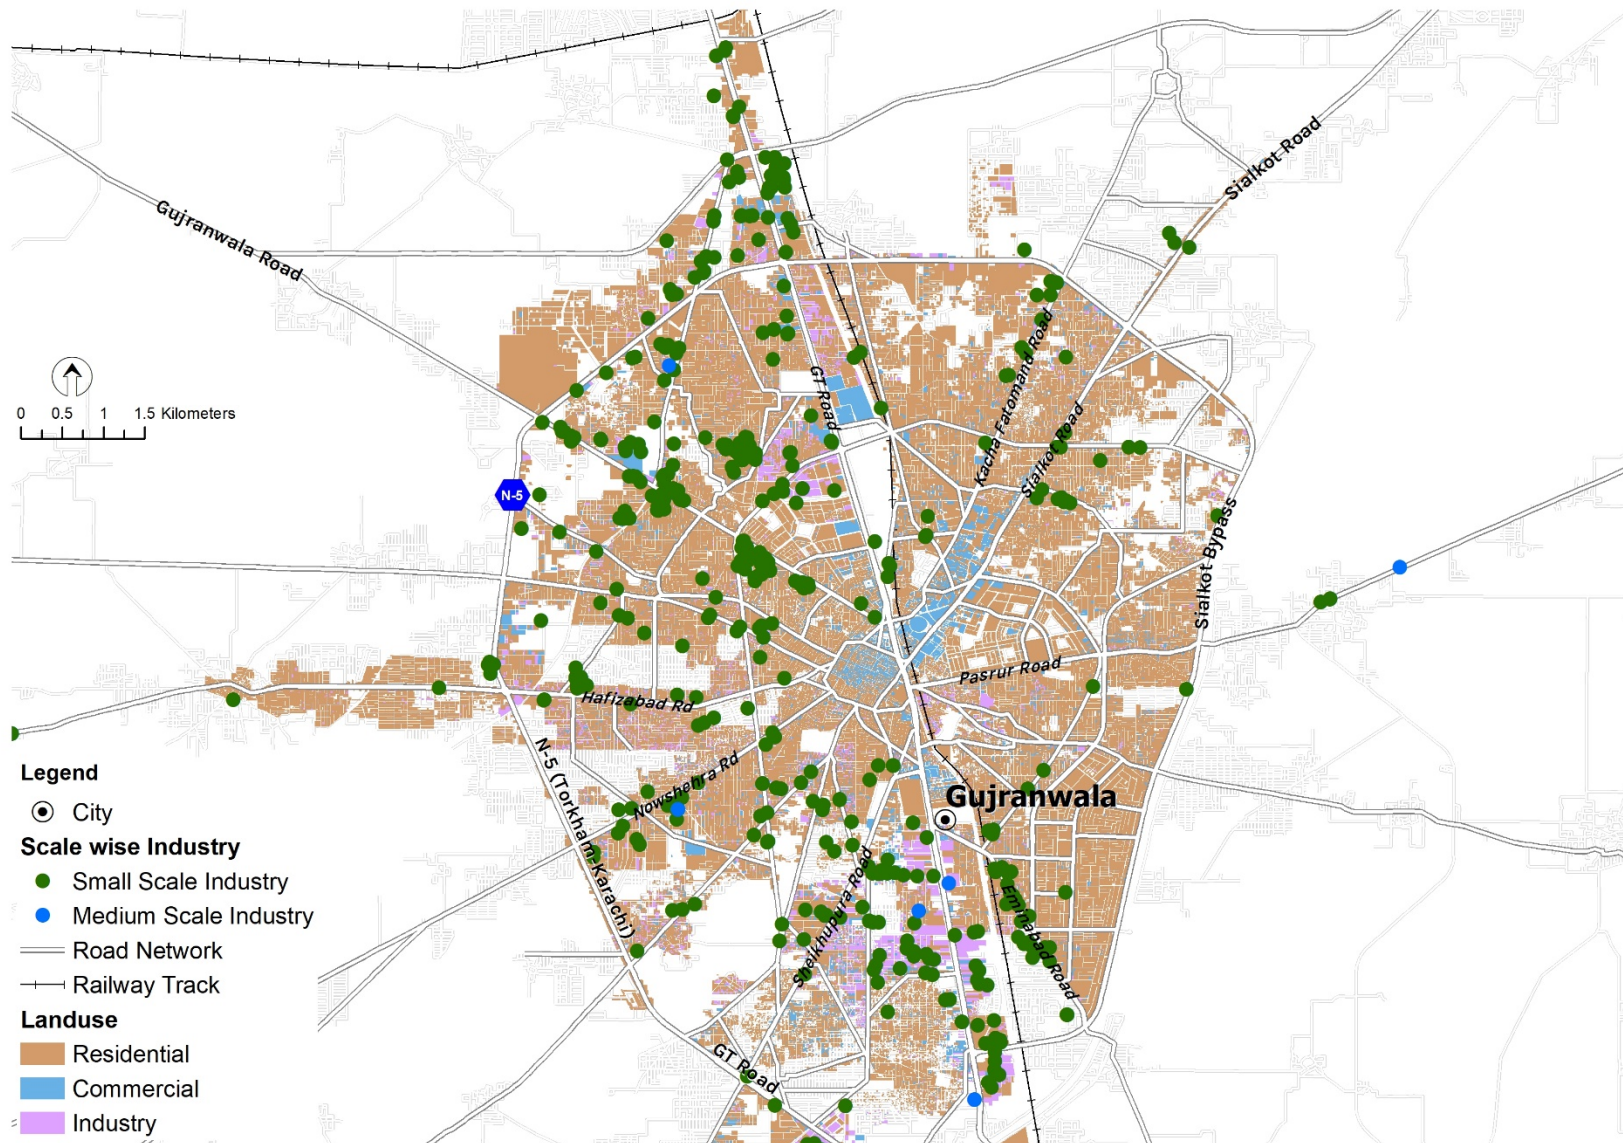 Sialkot Road
Gujranwala Road
GT Road
Kacha Fatomand Road
Sialkot Road
0 0.5 1 1.5 Kilometers
N-5
Sialkot Bypass
Pasrur Road
Hafizabad Rd
N-5 (Torkham-Karachi)
Nowshehra Rd
Gujranwala
Sheikhupura Road
Eminabad Road
GT Road
Legend
City
Scale wise Industry
Small Scale Industry
Medium Scale Industry
Road Network
Railway Track
Landuse
Residential
Commercial
Industry